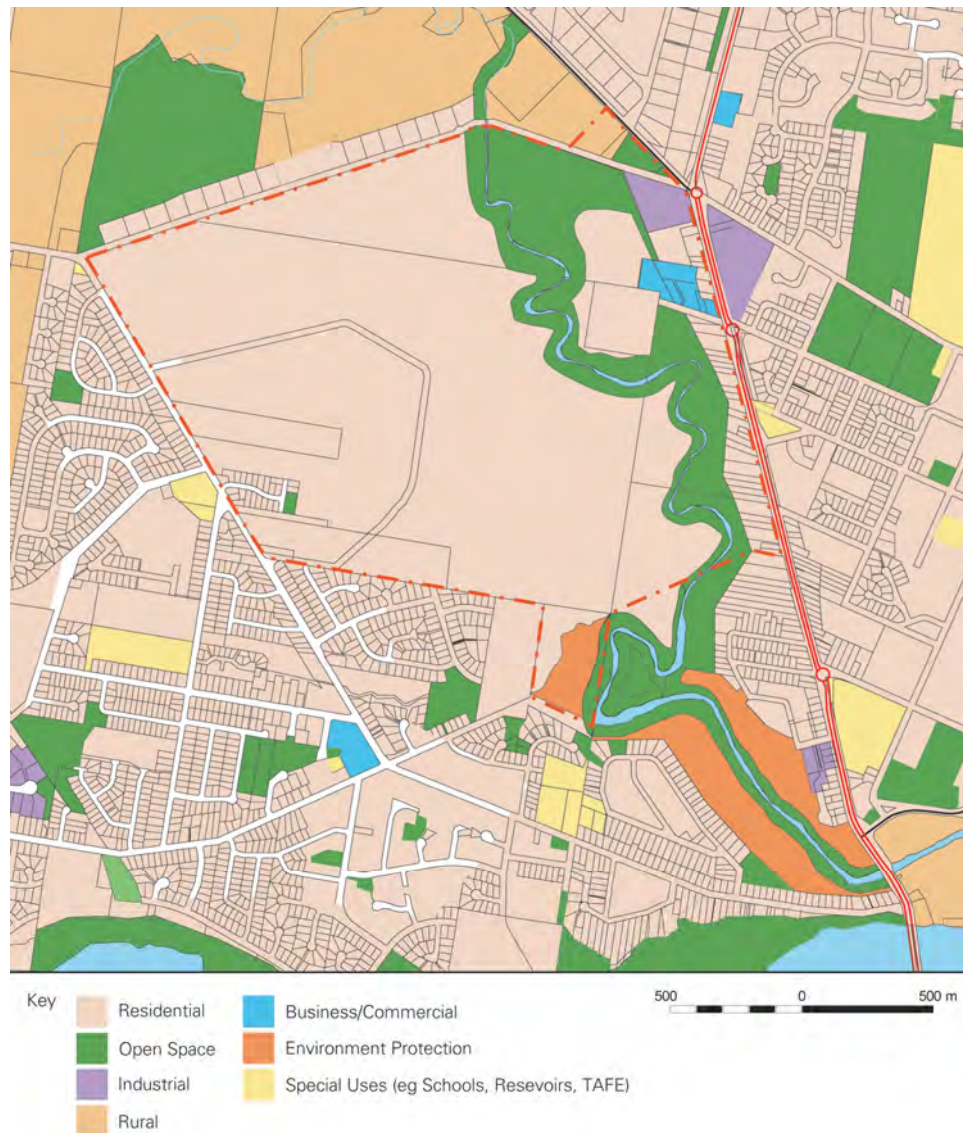 Key
Residential
Open Space
Industrial
Rural
Business/Commercial
Environment Protection
Special Uses (eg Schools, Resevoirs, TAFE)
500 0 500 m